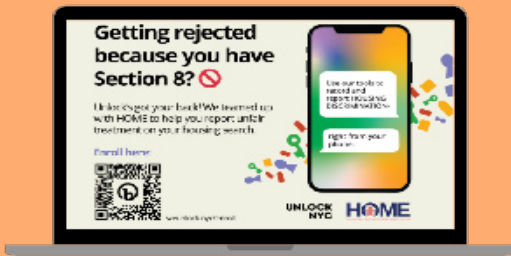 Getting rejected
because you have
Section 8?
Unlock's got your back! We teamed up
with HOME to help you report unfair
treatment on your housing search.
Enroll here:
Use our tools to
record and
report HOUSING
DISCRIMINATION-
right from your
phone.
UNLOCK
NYC
HOME